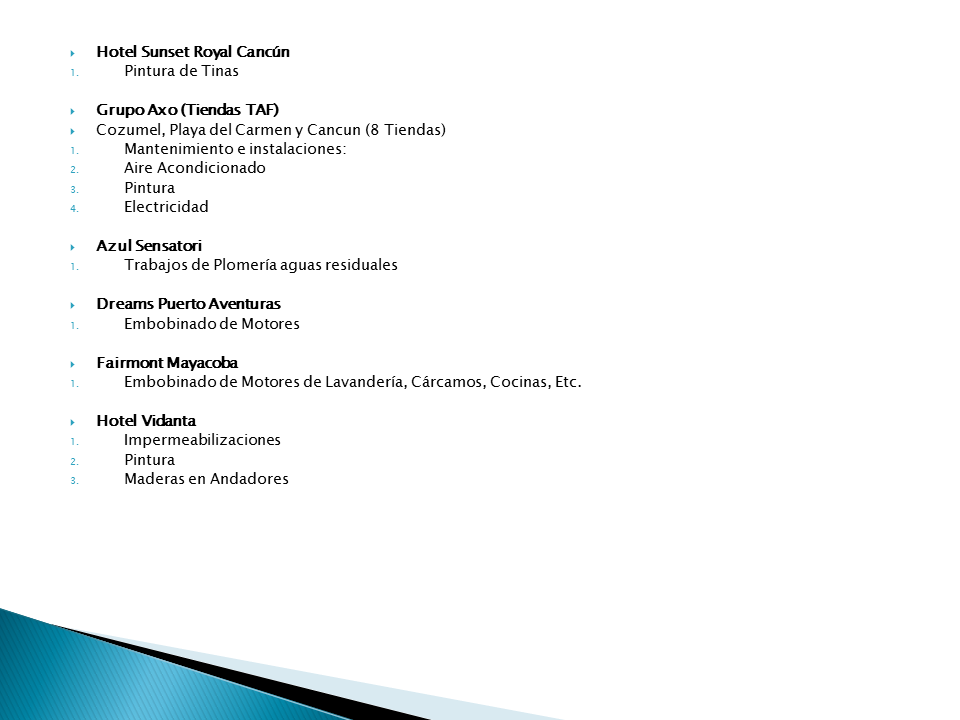 Hotel Sunset Royal Cancún
1. Pintura de Tinas
Grupo Axo (Tiendas TAF)
Cozumel, Playa del Carmen y Cancun (8 Tiendas)
1. Mantenimiento e instalaciones:
2. Aire Acondicionado
3. Pintura
4. Electricidad
Azul Sensatori
1. Trabajos de Plomería aguas residuales
Dreams Puerto Aventuras
1. Embobinado de Motores
Fairmont Mayacoba
1. Embobinado de Motores de Lavandería, Cárcamos, Cocinas, Etc.
Hotel Vidanta
1. Impermeabilizaciones
2. Pintura
3. Maderas en Andadores